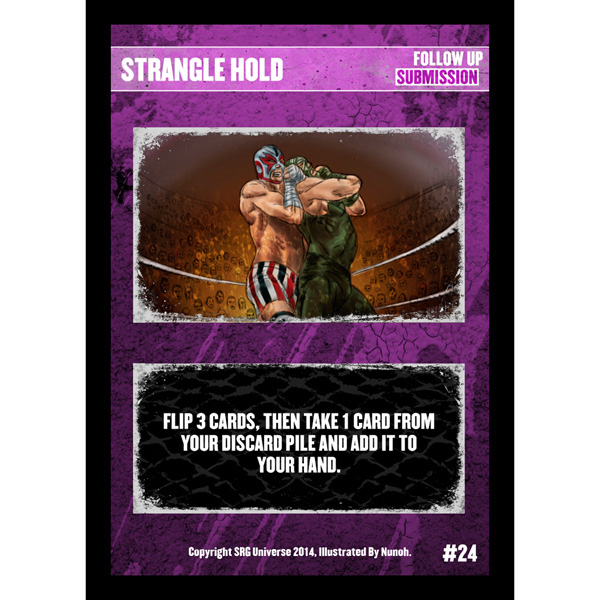 STRANGLE HOLD
FOLLOW UP
SUBMISSION
FLIP 3 CARDS, THEN TAKE 1 CARD FROM
YOUR DISCARD PILE AND ADD IT TO
YOUR HAND.
Copyright SRG Universe 2014, Illustrated By Nunoh.
#24